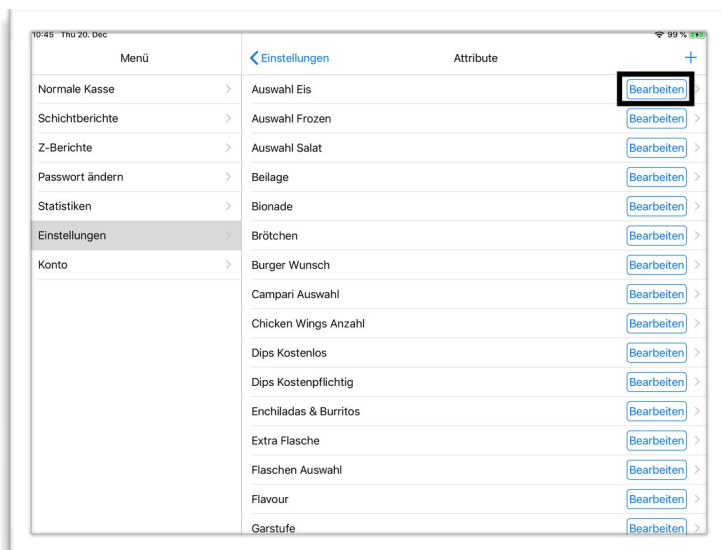 10:45 Thu 20. Dec 99 %
Menü
Einstellungen Attribute +
Normale Kasse
Schichtberichte
Z-Berichte
Passwort ändern
Statistiken
Einstellungen
Konto
Auswahl Eis Bearbeiten
Auswahl Frozen Bearbeiten
Auswahl Salat Bearbeiten
Beilage Bearbeiten
Bionade Bearbeiten
Brötchen Bearbeiten
Burger Wunsch Bearbeiten
Campari Auswahl Bearbeiten
Chicken Wings Anzahl Bearbeiten
Dips Kostenlos Bearbeiten
Dips Kostenpflichtig Bearbeiten
Enchiladas & Burritos Bearbeiten
Extra Flasche Bearbeiten
Flaschen Auswahl Bearbeiten
Flavour Bearbeiten
Garstufe Bearbeiten